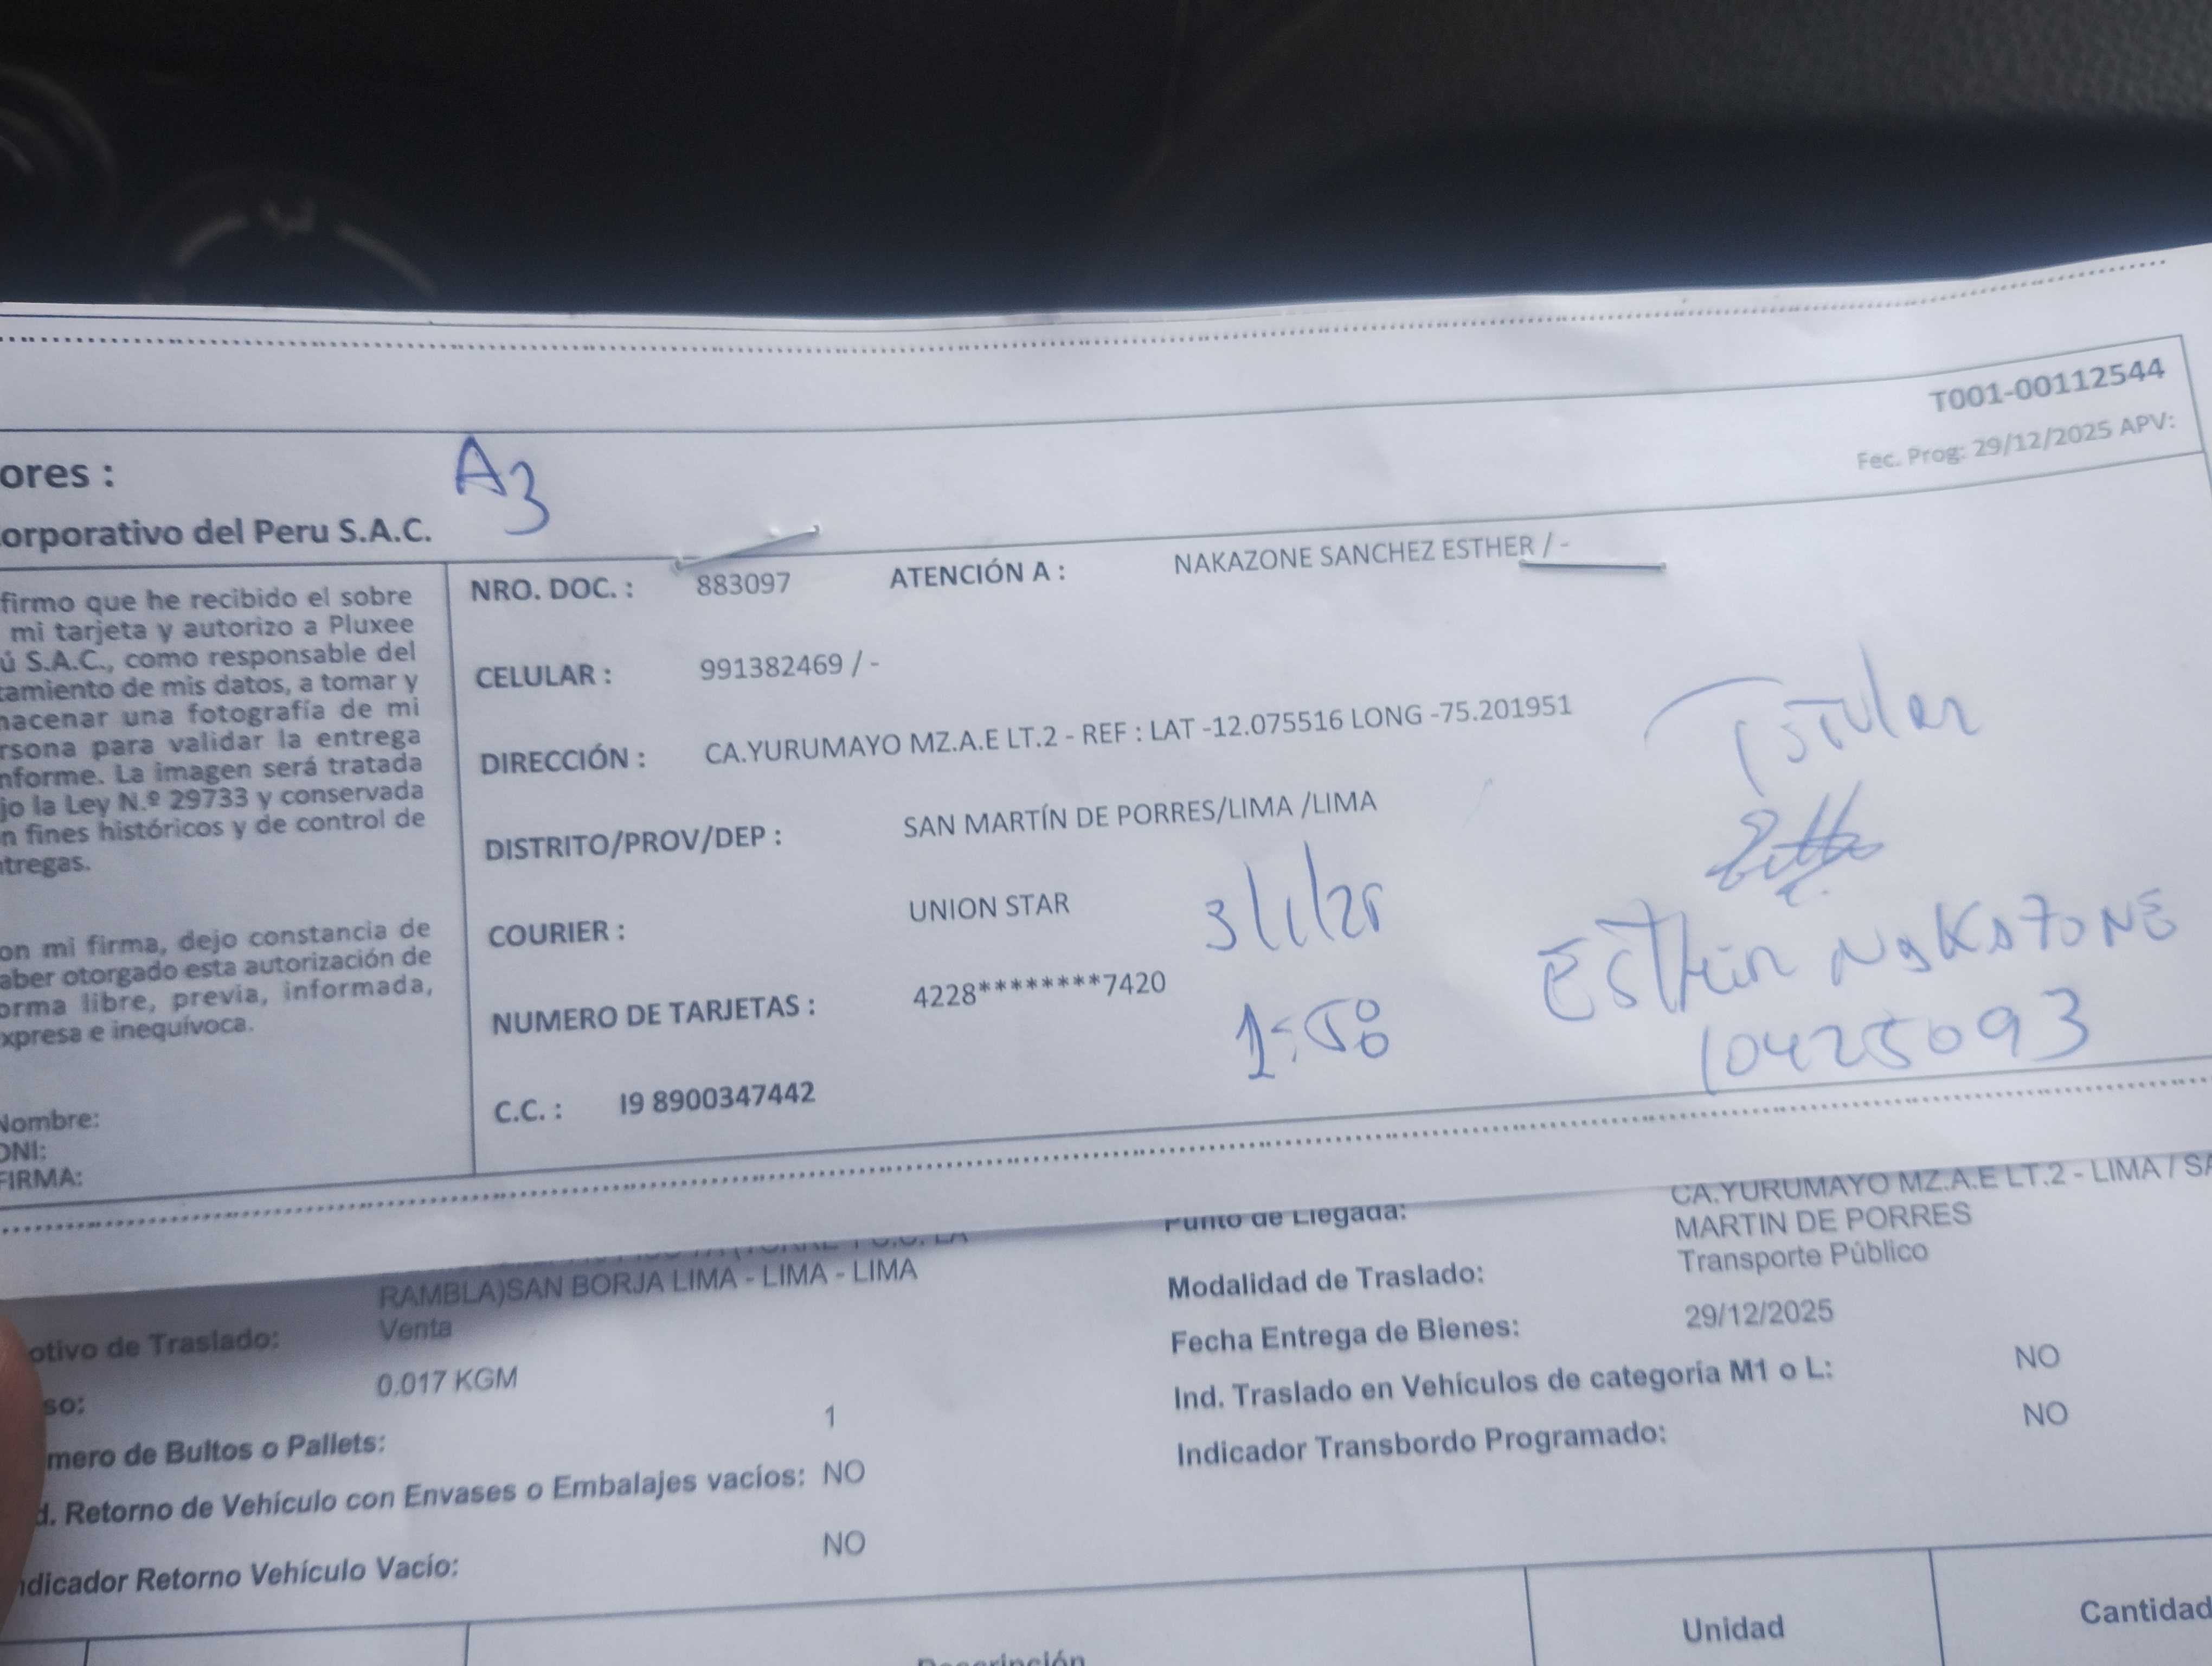 T001-00112544
Fec. Prog: 29/12/2025 APV:
ores :
A3
orporativo del Peru S.A.C.
firmo que he recibido el sobre
mi tarjeta y autorizo a Pluxee
ú S.A.C., como responsable del
tamiento de mis datos, a tomar y
macenar una fotografía de mi
rsona para validar la entrega
nforme. La imagen será tratada
jo la Ley N.º 29733 y conservada
n fines históricos y de control de
ntregas.
on mi firma, dejo constancia de
aber otorgado esta autorización de
orma libre, previa, informada,
xpresa e inequívoca.
Nombre:
DNI:
FIRMA:
NRO. DOC. : 883097 ATENCIÓN A : NAKAZONE SANCHEZ ESTHER / -
CELULAR : 991382469 / -
DIRECCIÓN : CA.YURUMAYO MZ.A.E LT.2 - REF : LAT -12.075516 LONG -75.201951
DISTRITO/PROV/DEP : SAN MARTÍN DE PORRES/LIMA /LIMA
COURIER : UNION STAR
NUMERO DE TARJETAS : 4228********7420
C.C. : I9 8900347442
1:50
NAKAZONE
10425093
RAMBLA)SAN BORJA LIMA - LIMA - LIMA
otivo de Traslado: Venta
so: 0.017 KGM
mero de Bultos o Pallets: 1
d. Retorno de Vehículo con Envases o Embalajes vacíos: NO
ndicador Retorno Vehículo Vacío: NO
Punto de Llegada: CA.YURUMAYO MZ.A.E LT.2 - LIMA / SA
MARTIN DE PORRES
Modalidad de Traslado: Transporte Público
Fecha Entrega de Bienes: 29/12/2025
Ind. Traslado en Vehículos de categoría M1 o L: NO
Indicador Transbordo Programado: NO
Descripción Unidad Cantidad